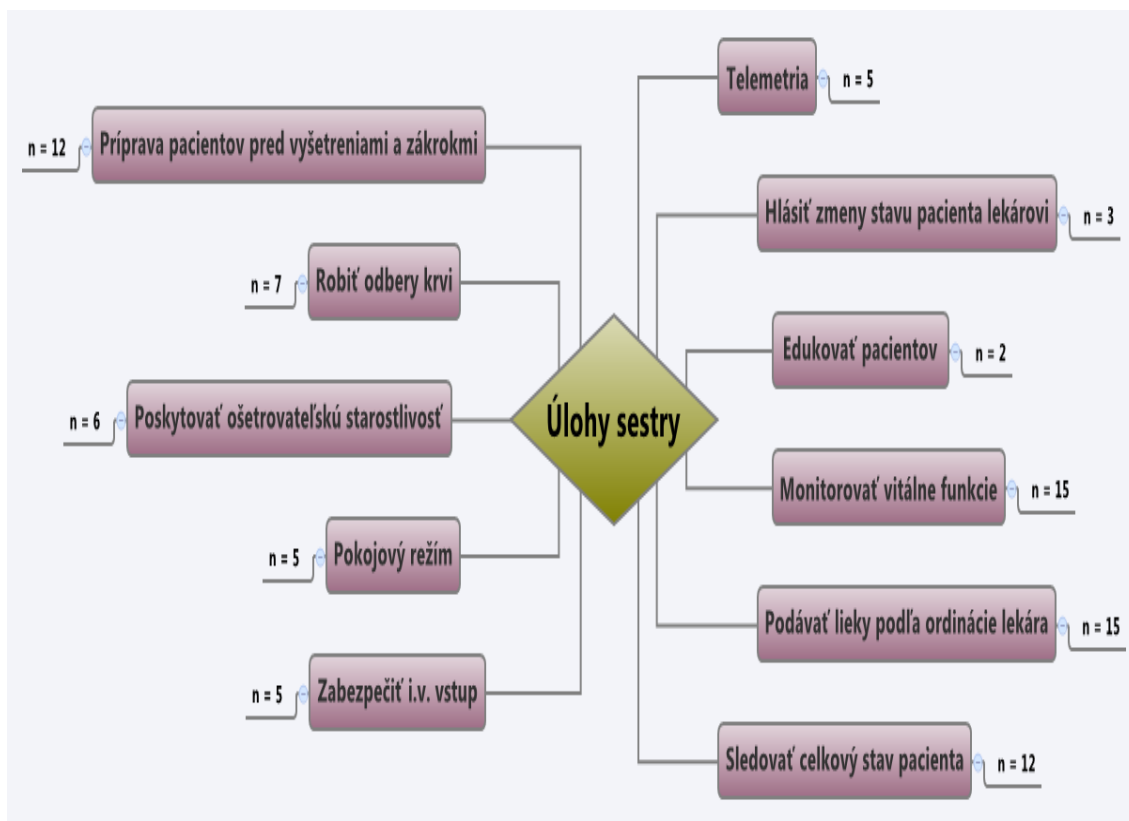 Telemetria
n = 5
Príprava pacientov pred vyšetreniami a zákrokmi
n = 12
Hlásiť zmeny stavu pacienta lekárovi
n = 3
Robiť odbery krvi
n = 7
Edukovať pacientov
n = 2
Úlohy sestry
Poskytovať ošetrovateľskú starostlivosť
n = 6
Monitorovať vitálne funkcie
n = 15
Pokojový režím
n = 5
Podávať lieky podľa ordinácie lekára
n = 15
Zabezpečiť i.v. vstup
n = 5
Sledovať celkový stav pacienta
n = 12